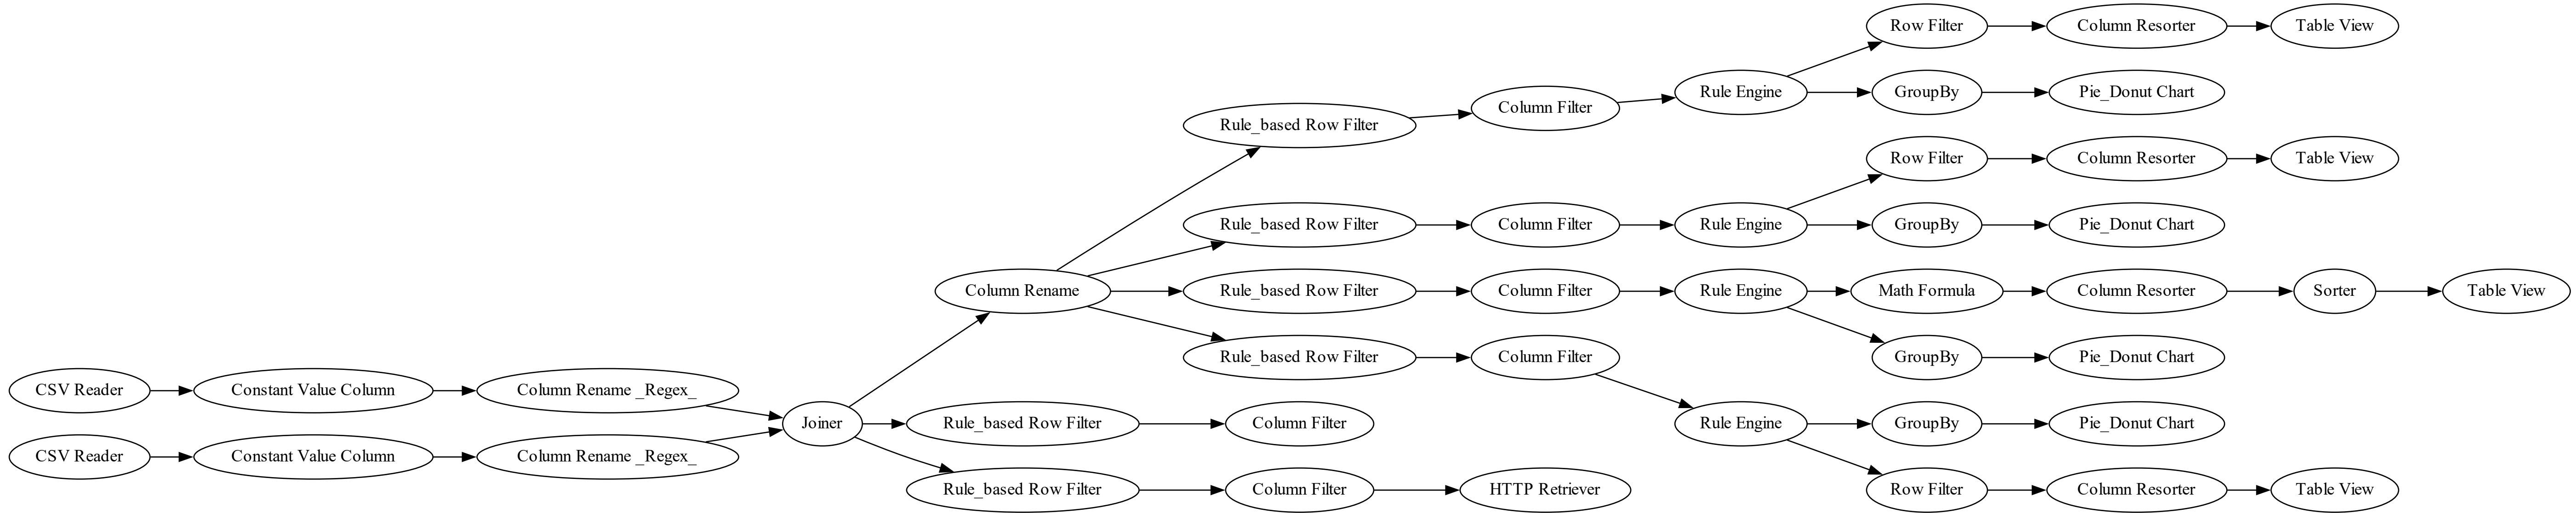 Row Filter
Column Resorter
Table View
Column Filter
Rule Engine
GroupBy
Pie_Donut Chart
Rule_based Row Filter
Row Filter
Column Resorter
Table View
Rule_based Row Filter
Column Filter
Rule Engine
GroupBy
Pie_Donut Chart
Column Rename
Rule_based Row Filter
Column Filter
Rule Engine
Math Formula
Column Resorter
Sorter
Table View
Rule_based Row Filter
Column Filter
GroupBy
Pie_Donut Chart
CSV Reader
Constant Value Column
Column Rename _Regex_
Joiner
Rule_based Row Filter
Column Filter
Rule Engine
GroupBy
Pie_Donut Chart
CSV Reader
Constant Value Column
Column Rename _Regex_
Rule_based Row Filter
Column Filter
HTTP Retriever
Row Filter
Column Resorter
Table View